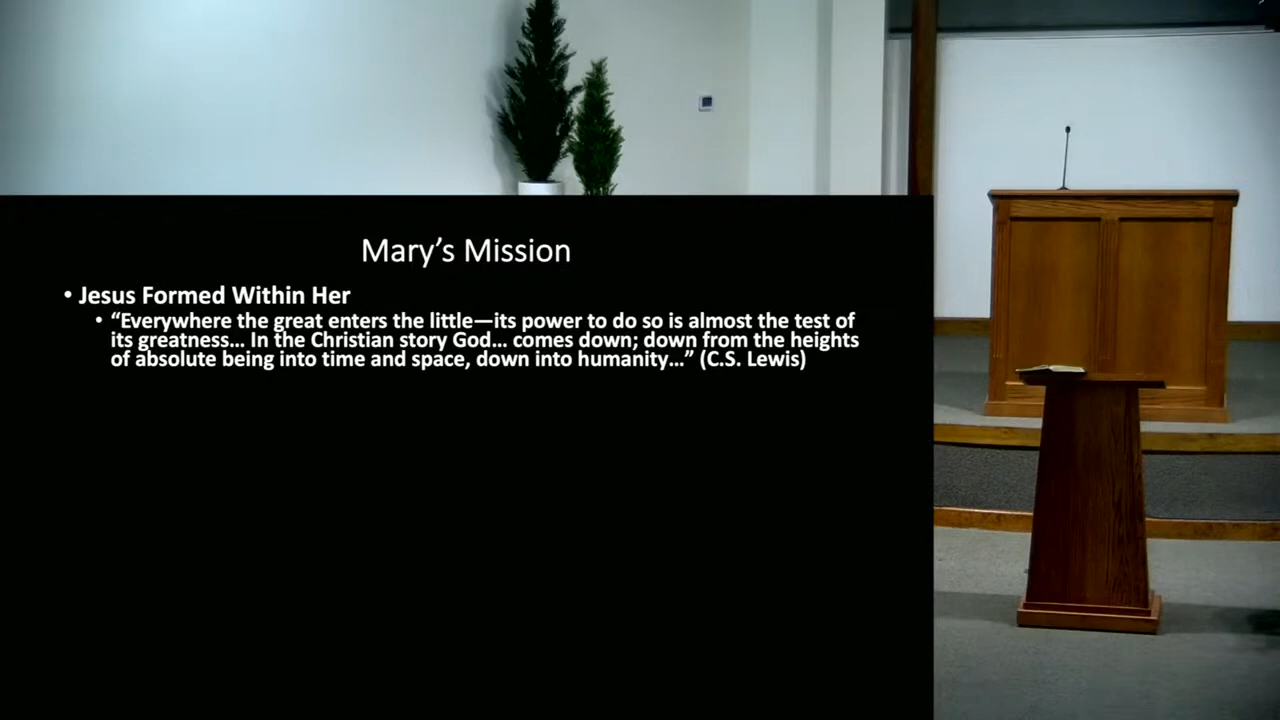 Mary’s Mission
• Jesus Formed Within Her
• “Everywhere the great enters the little—its power to do so is almost the test of
its greatness… In the Christian story God… comes down; down from the heights
of absolute being into time and space, down into humanity…” (C.S. Lewis)